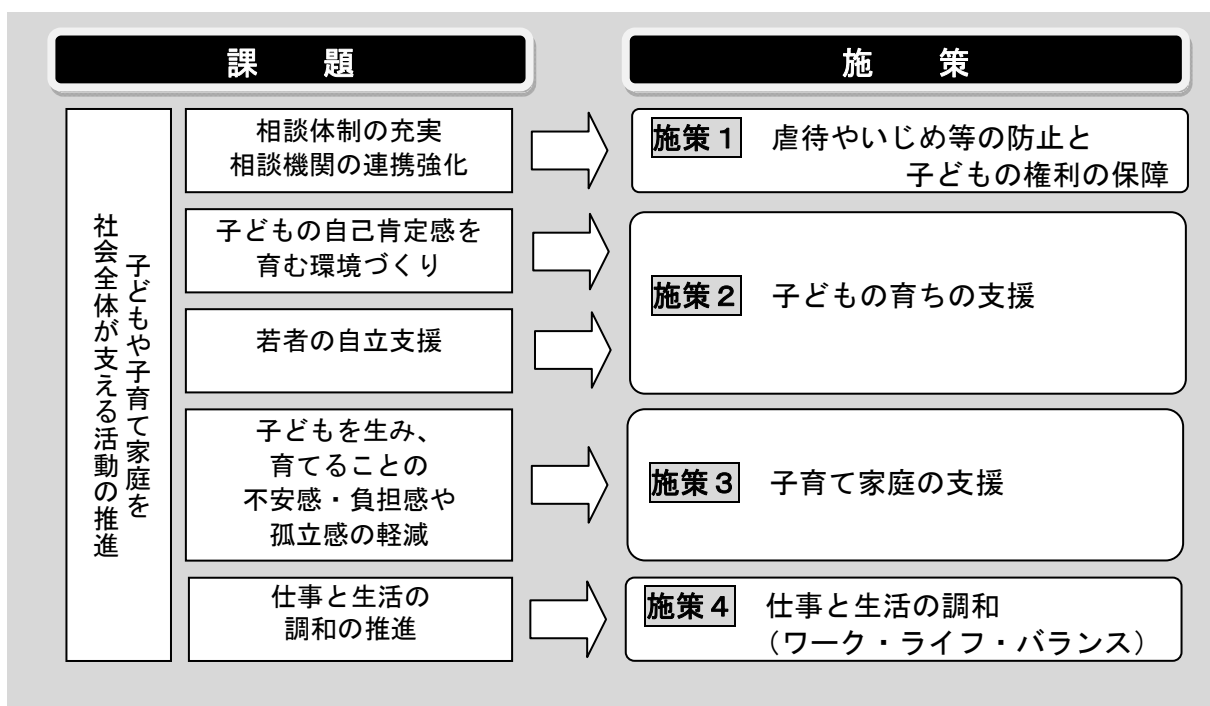 課 題
施 策
子どもや子育て家庭を
社会全体が支える活動の推進
相談体制の充実
相談機関の連携強化
施策１ 虐待やいじめ等の防止と
子どもの権利の保障
子どもの自己肯定感を
育む環境づくり
若者の自立支援
施策２ 子どもの育ちの支援
子どもを生み、
育てることの
不安感・負担感や
孤立感の軽減
施策３ 子育て家庭の支援
仕事と生活の
調和の推進
施策４ 仕事と生活の調和
（ワーク・ライフ・バランス）